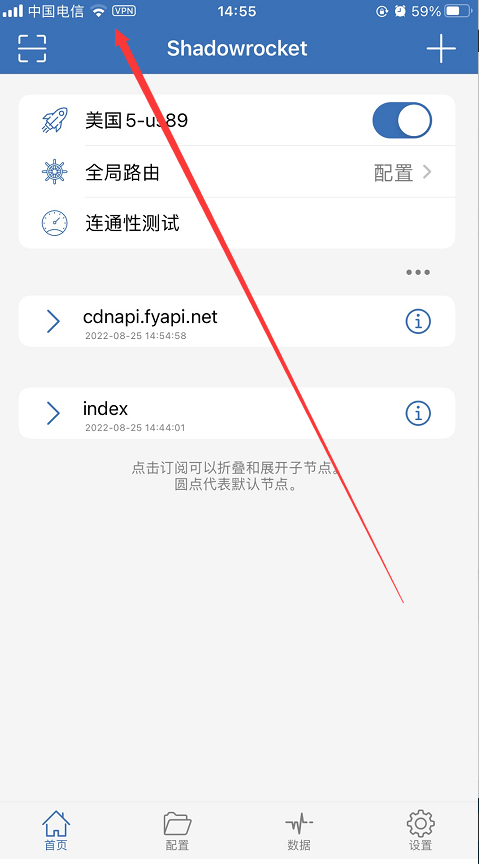 中国电信 VPN 14:55 59%
Shadowrocket
美国5-us89
全局路由 配置
连通性测试
cdnapi.fyapi.net
2022-08-25 14:54:58
index
2022-08-25 14:44:01
点击订阅可以折叠和展开子节点。
圆点代表默认节点。
首页 配置 数据 设置